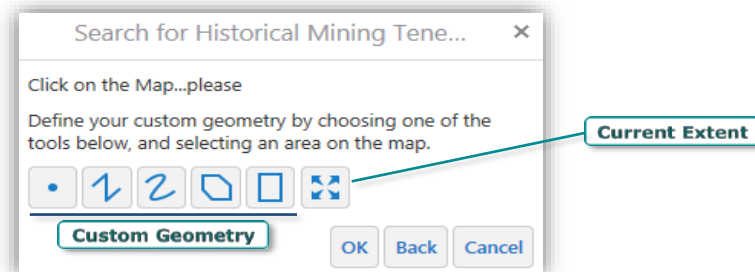 Search for Historical Mining Tene...
Click on the Map...please
Define your custom geometry by choosing one of the
tools below, and selecting an area on the map.
Current Extent
Custom Geometry
OK Back Cancel